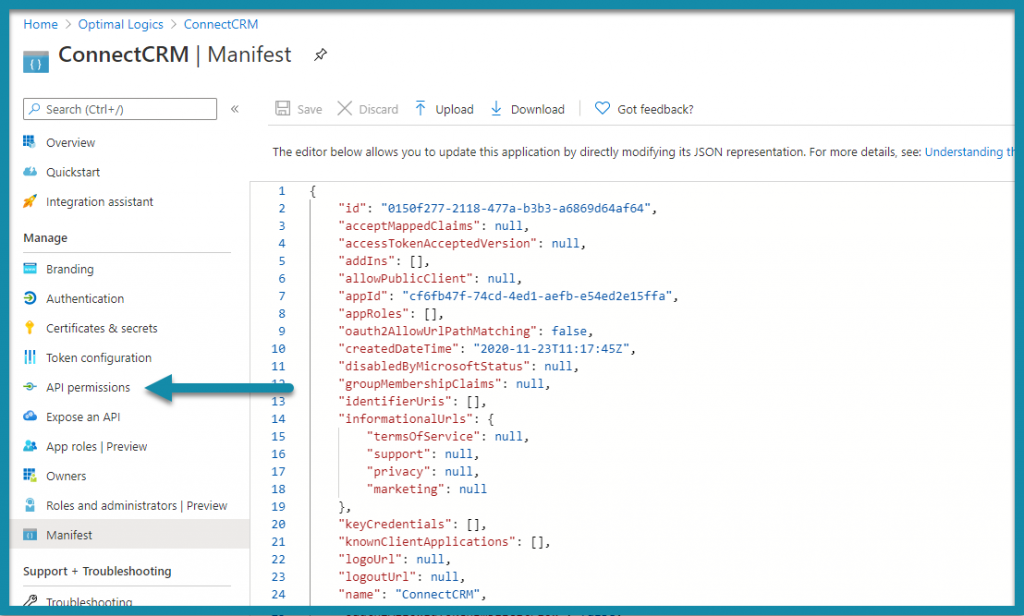 Home > Optimal Logics > ConnectCRM
ConnectCRM | Manifest
Search (Ctrl+/)
«
Overview
Quickstart
Integration assistant
Manage
Branding
Authentication
Certificates & secrets
Token configuration
API permissions
Expose an API
App roles | Preview
Owners
Roles and administrators | Preview
Manifest
Support + Troubleshooting
Troubleshooting
Save Discard Upload Download Got feedback?
The editor below allows you to update this application by directly modifying its JSON representation. For more details, see: Understanding th
1 {
2 "id": "0150f277-2118-477a-b3b3-a6869d64af64",
3 "acceptMappedClaims": null,
4 "accessTokenAcceptedVersion": null,
5 "addIns": [],
6 "allowPublicClient": null,
7 "appId": "cf6fb47f-74cd-4ed1-aefb-e54ed2e15ffa",
8 "appRoles": [],
9 "oauth2AllowUrlPathMatching": false,
10 "createdDateTime": "2020-11-23T11:17:45Z",
11 "disabledByMicrosoftStatus": null,
12 "groupMembershipClaims": null,
13 "identifierUris": [],
14 "informationalUrls": {
15 "termsOfService": null,
16 "support": null,
17 "privacy": null,
18 "marketing": null
19 },
20 "keyCredentials": [],
21 "knownClientApplications": [],
22 "logoUrl": null,
23 "logoutUrl": null,
24 "name": "ConnectCRM",